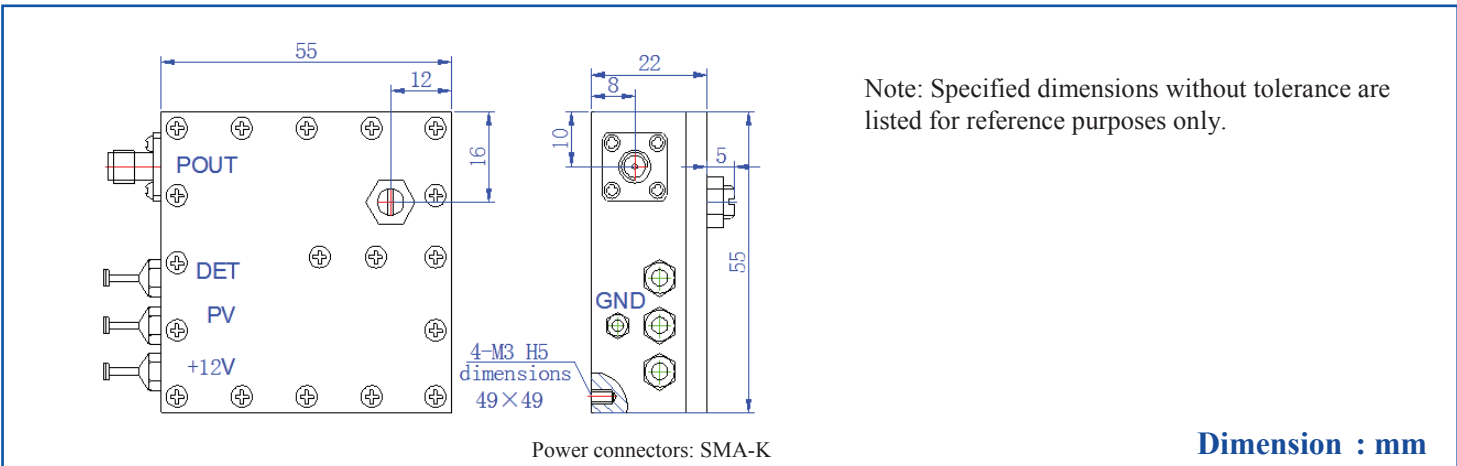 55
12
22
8
Note: Specified dimensions without tolerance are
listed for reference purposes only.
10
16
5
POUT
DET
55
PV
GND
+12V
4-M3 H5
dimensions
49×49
Power connectors: SMA-K
Dimension : mm